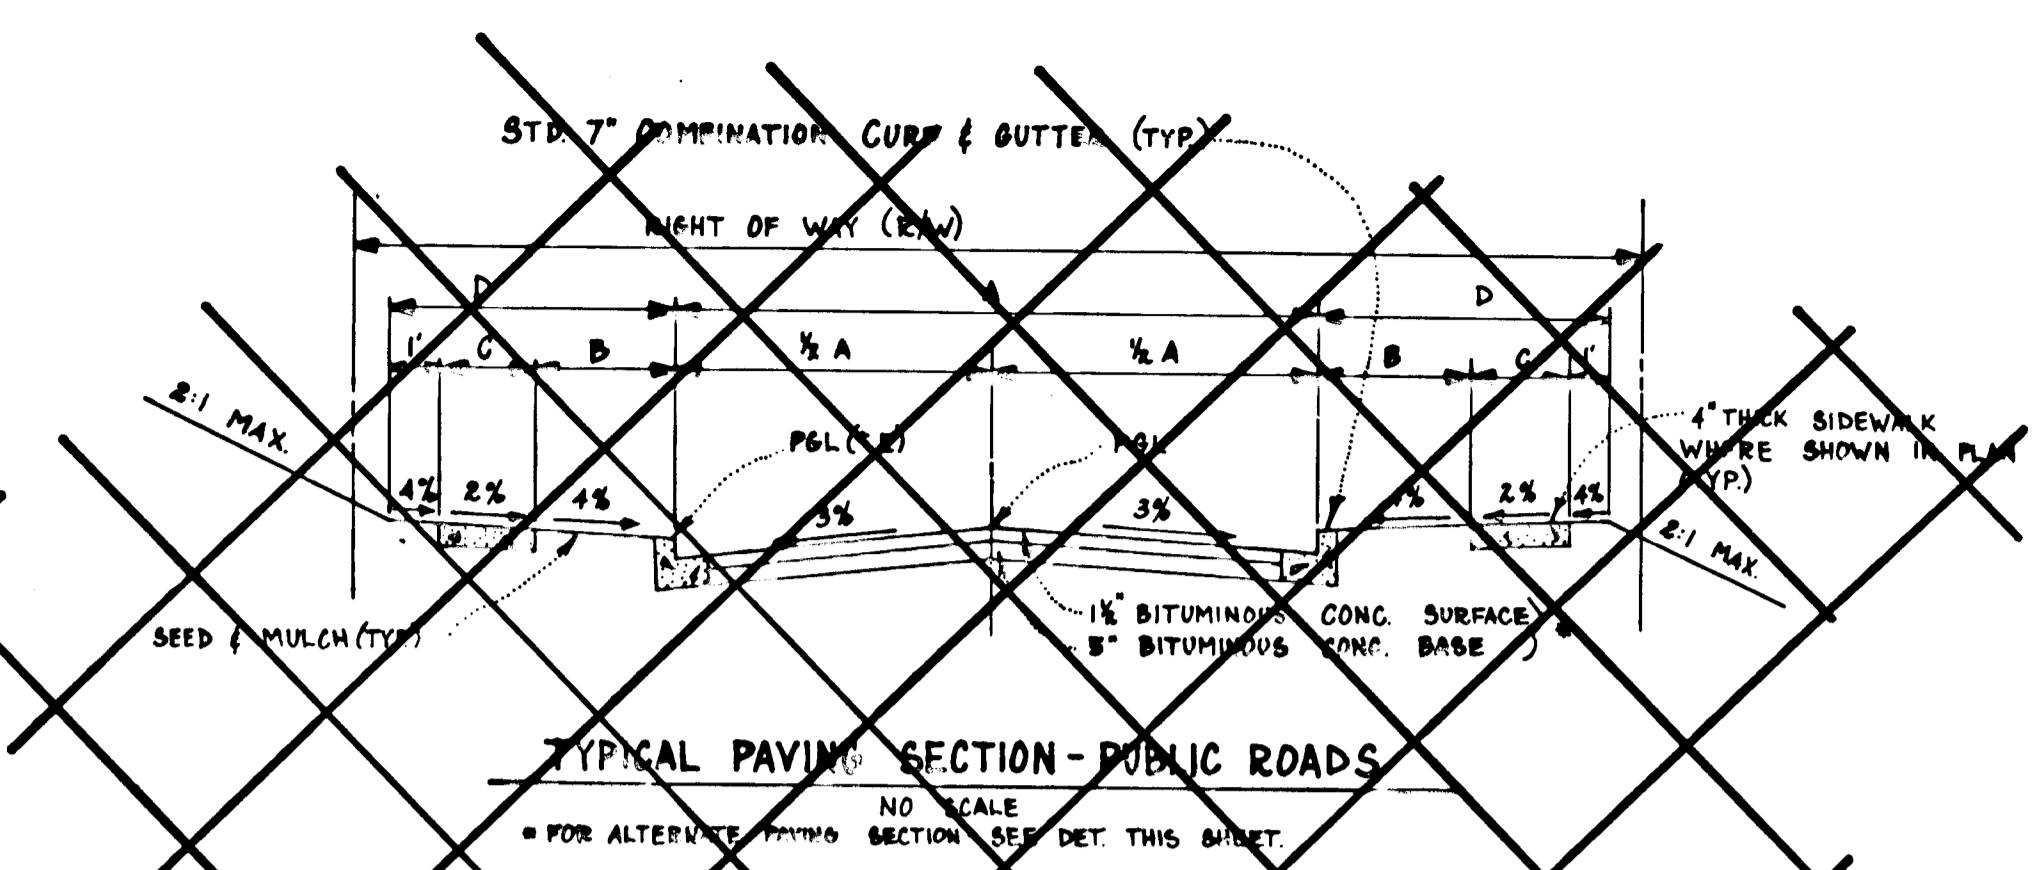 STD. 7" COMBINATION CURB & GUTTER (TYP.)
RIGHT OF WAY (R/W)
D A D
1' C B ½ A ½ A B C 1'
2:1 MAX.
PGL
PGL
4" THICK SIDEWALK
WHERE SHOWN IN PLAN
(TYP.)
4% 2% 4% 3% 3% 4% 2% 4%
2:1 MAX.
SEED & MULCH (TYP)
1½" BITUMINOUS CONC. SURFACE
5" BITUMINOUS CONC. BASE
*
TYPICAL PAVING SECTION - PUBLIC ROADS
NO SCALE
* FOR ALTERNATE PAVING SECTION SEE DET. THIS SHEET.